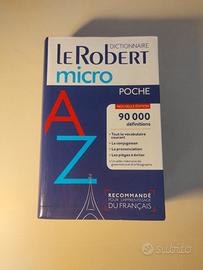 DICTIONNAIRE
LE ROBERT
micro
POCHE
NOUVELLE ÉDITION
90 000
définitions
• Tout le vocabulaire
courant
• La conjugaison
• La prononciation
• Les pièges à éviter
A
Z
RECOMMANDÉ
POUR L'APPRENTISSAGE
DU FRANÇAIS
subito